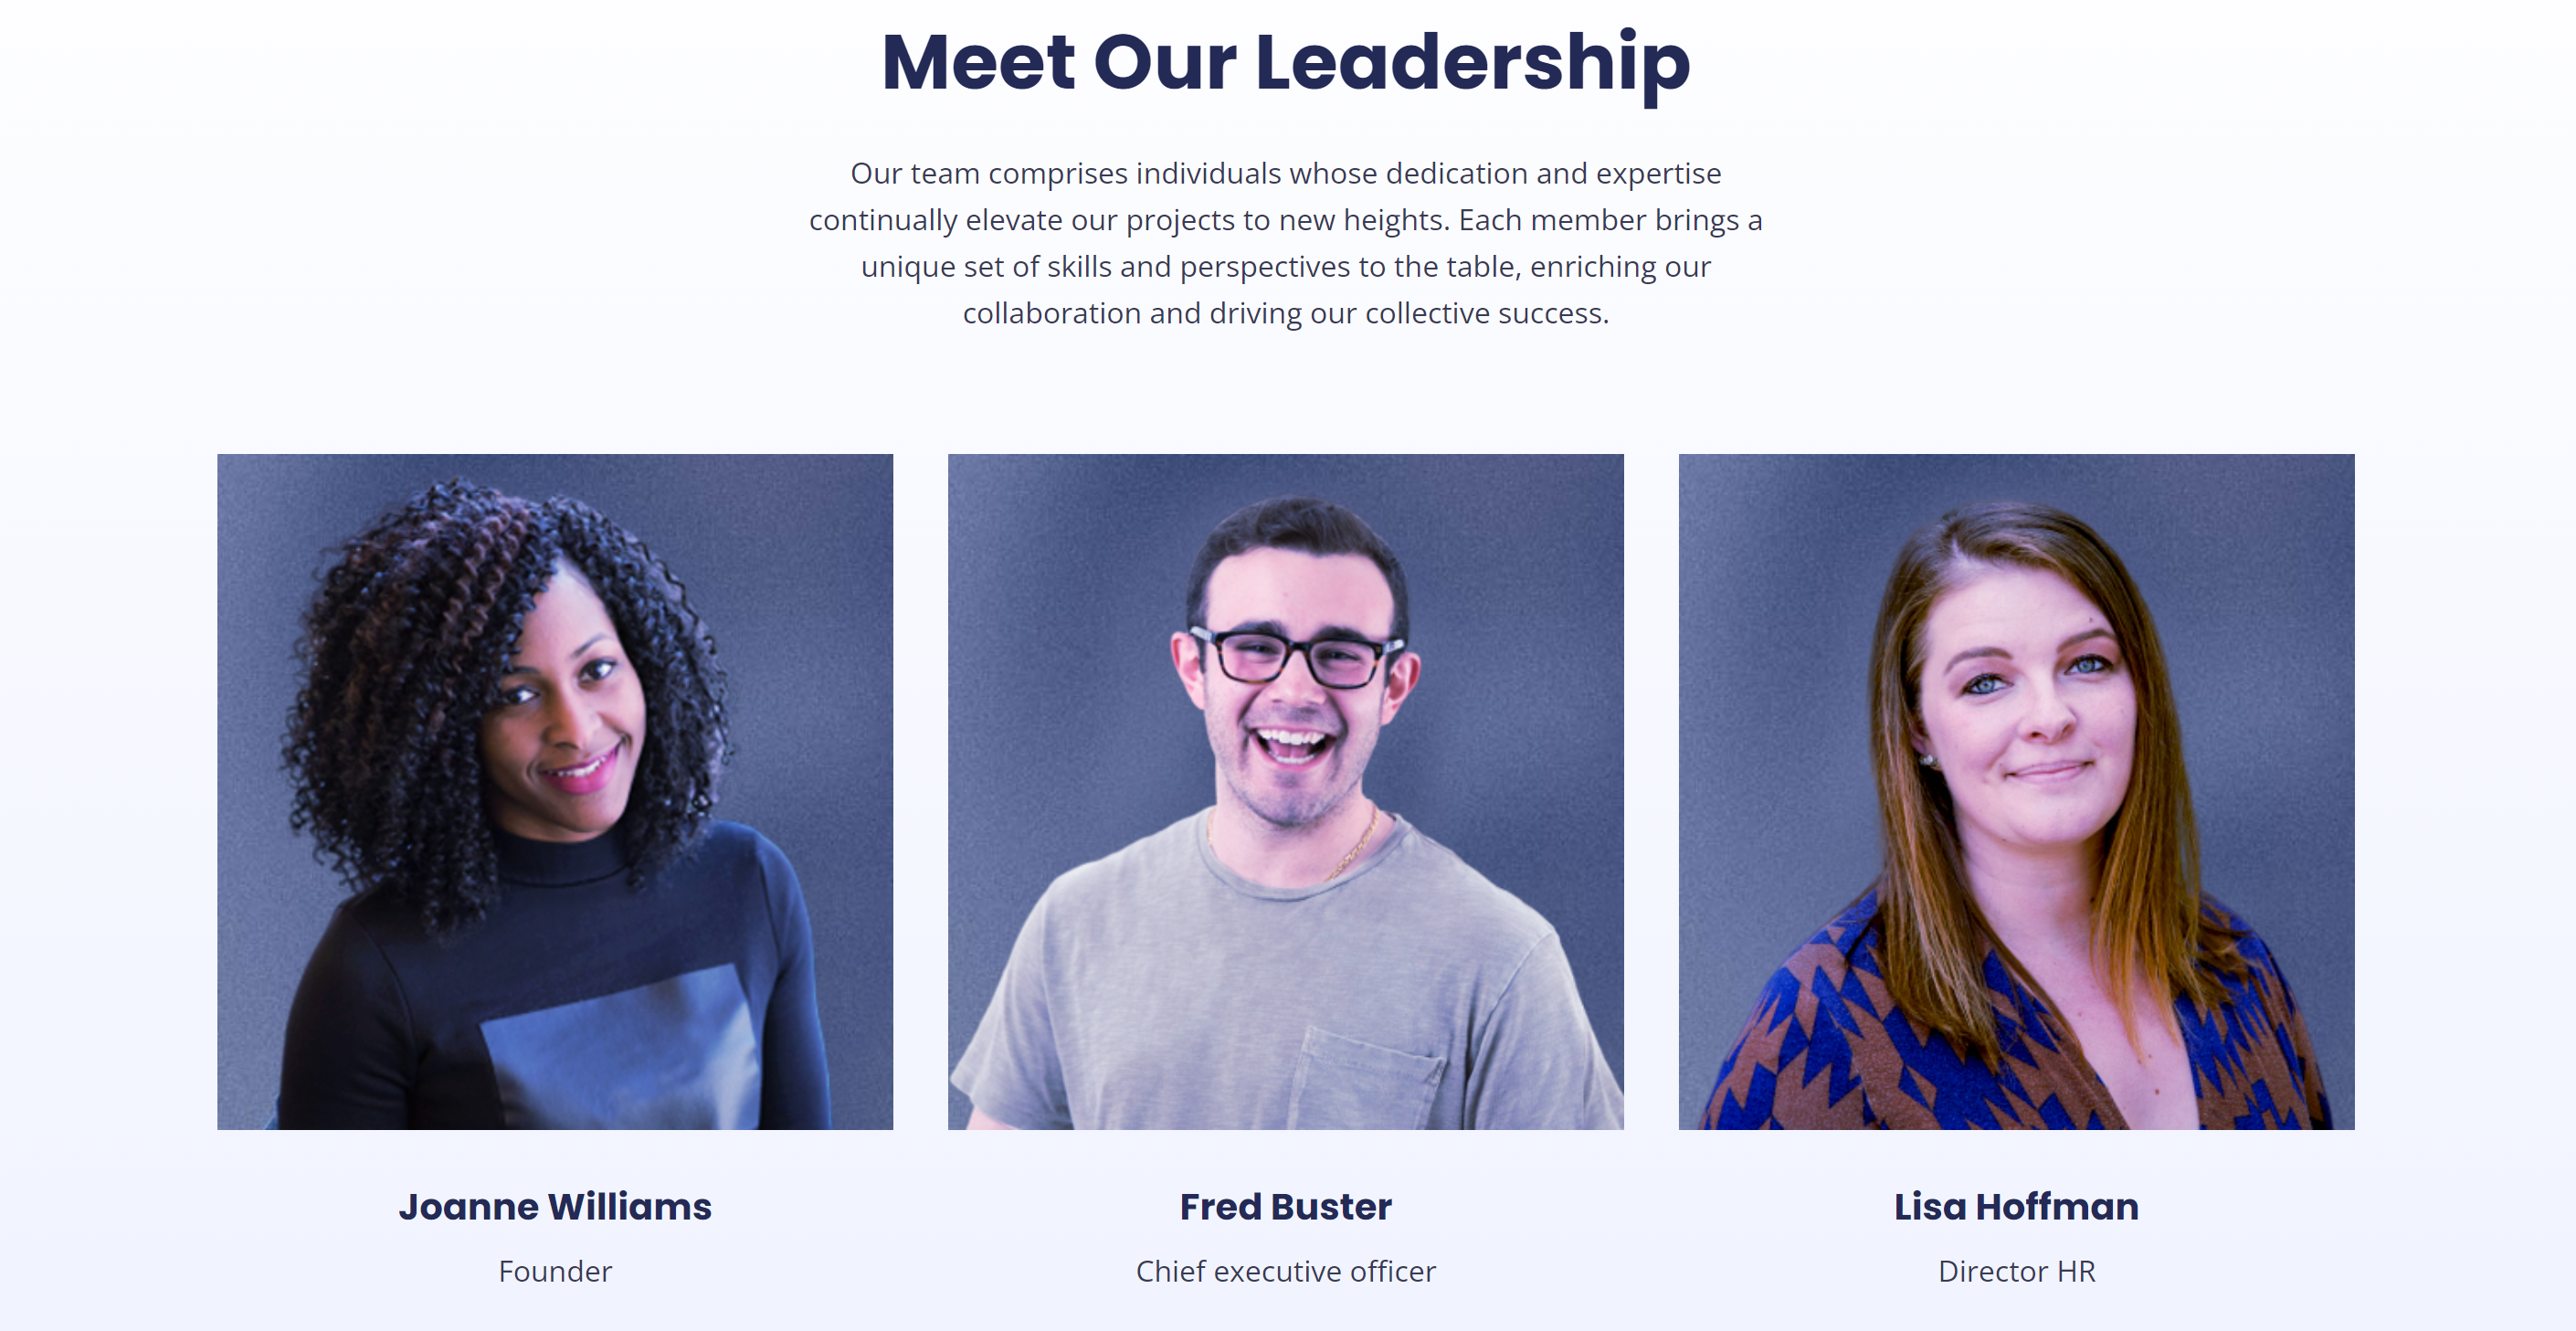 Meet Our Leadership
Our team comprises individuals whose dedication and expertise
continually elevate our projects to new heights. Each member brings a
unique set of skills and perspectives to the table, enriching our
collaboration and driving our collective success.
Joanne Williams
Founder
Fred Buster
Chief executive officer
Lisa Hoffman
Director HR